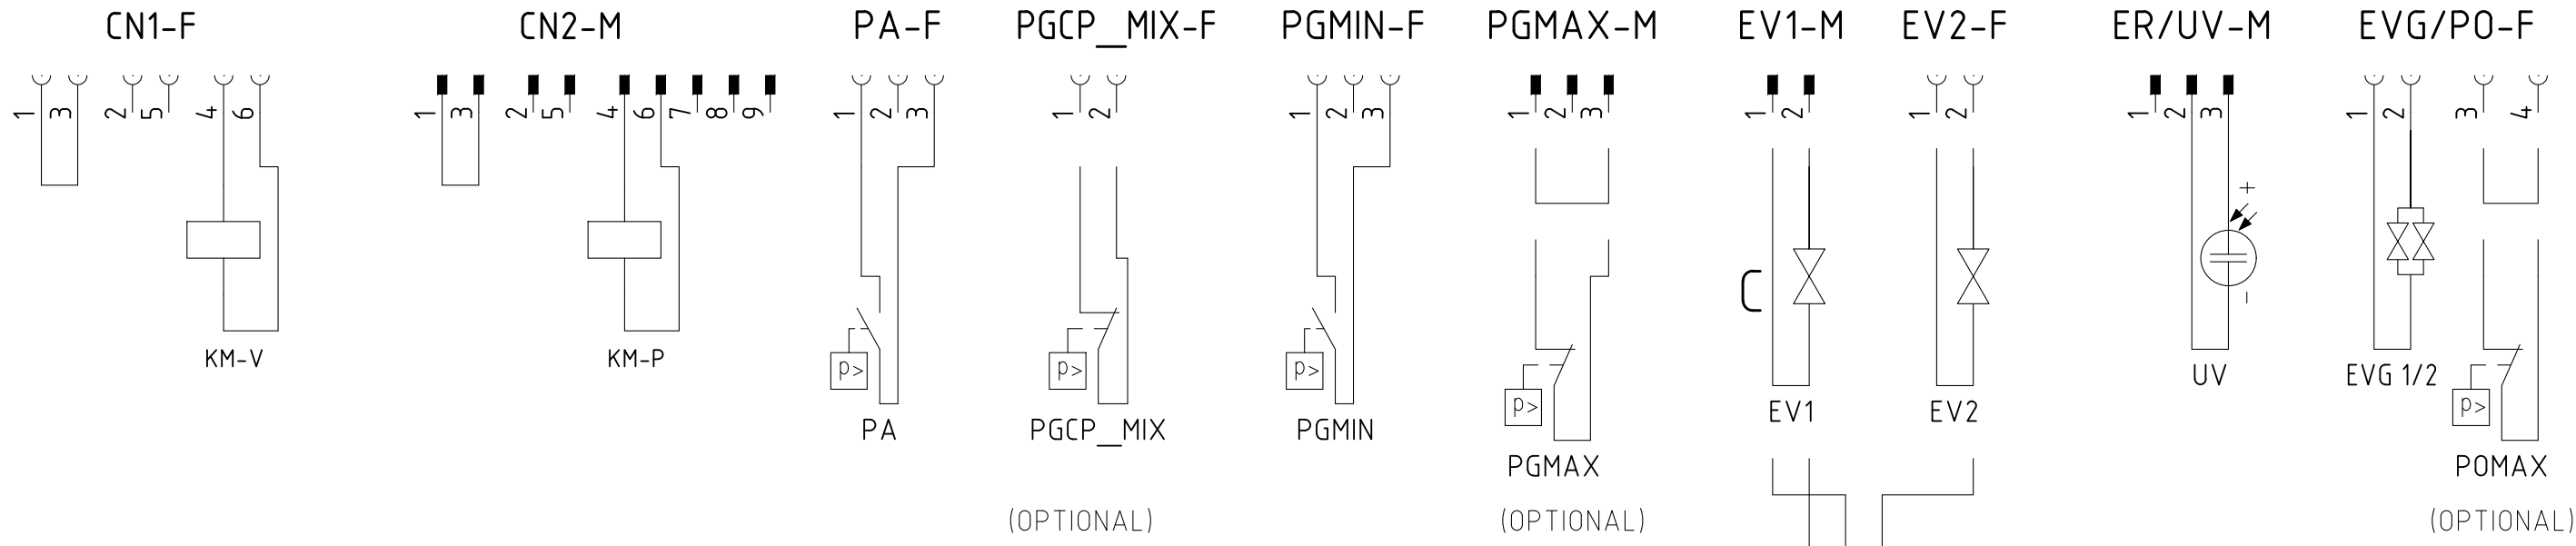 CN1-F CN2-M PA-F PGCP_MIX-F PGMIN-F PGMAX-M EV1-M EV2-F ER/UV-M EVG/PO-F
1 3 2 5 4 6 1 3 2 5 4 6 7 8 9 1 2 3 1 2 1 2 3 1 2 3 1 2 1 2 1 2 3 1 2 3 4
+
-
KM-V KM-P p> p> p> p> p>
UV EVG 1/2
PA PGCP_MIX PGMIN EV1 EV2
PGMAX POMAX
(OPTIONAL) (OPTIONAL) (OPTIONAL)